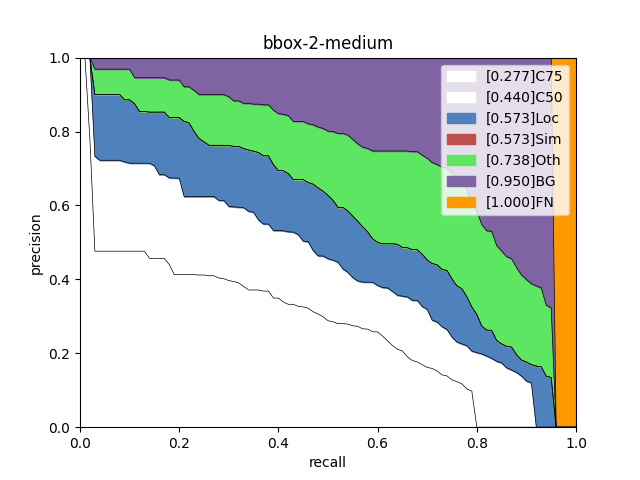 bbox-2-medium
[0.277]C75
[0.440]C50
[0.573]Loc
[0.573]Sim
[0.738]Oth
[0.950]BG
[1.000]FN
1.0
0.8
0.6
0.4
0.2
0.0
precision
0.0 0.2 0.4 0.6 0.8 1.0
recall